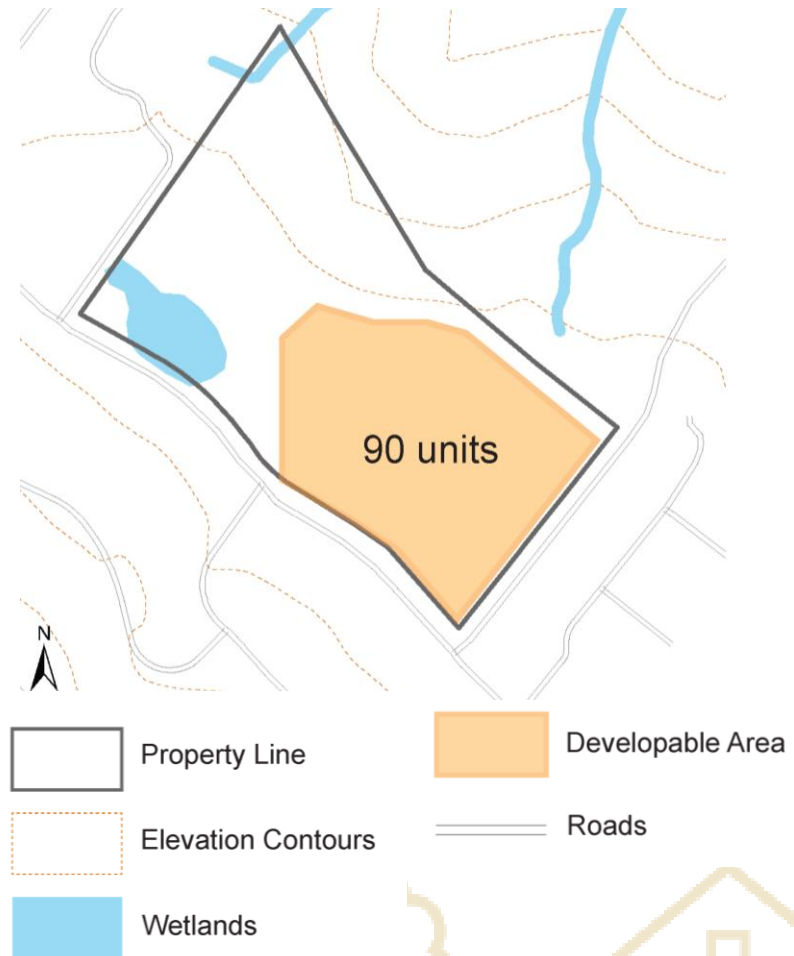 90 units
N
Property Line
Developable Area
Elevation Contours
Roads
Wetlands